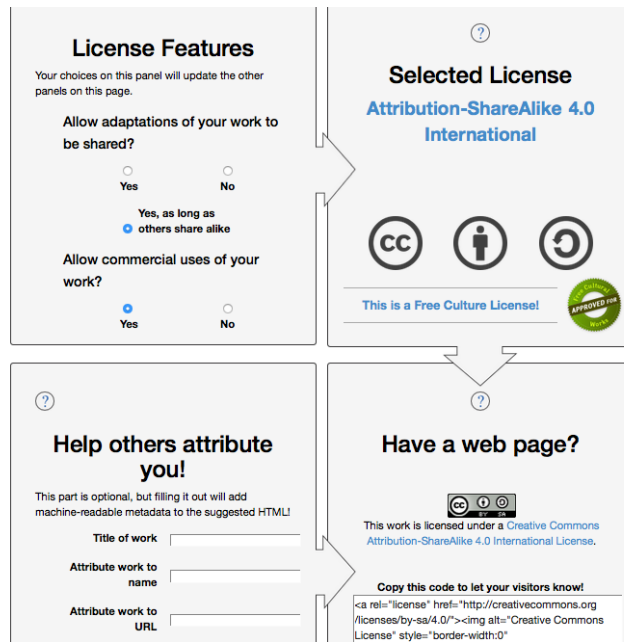 License Features
Your choices on this panel will update the other
panels on this page.
Allow adaptations of your work to
be shared?
Yes
No
Yes, as long as
others share alike
Allow commercial uses of your
work?
Yes
No
?
Selected License
Attribution-ShareAlike 4.0
International
cc
This is a Free Culture License!
Free Cultural
APPROVED FOR
Works
?
Help others attribute
you!
This part is optional, but filling it out will add
machine-readable metadata to the suggested HTML!
Title of work
Attribute work to
name
Attribute work to
URL
?
Have a web page?
cc
BY SA
This work is licensed under a Creative Commons
Attribution-ShareAlike 4.0 International License.
Copy this code to let your visitors know!
<a rel="license" href="http://creativecommons.org
/licenses/by-sa/4.0/"><img alt="Creative Commons
License" style="border-width:0"